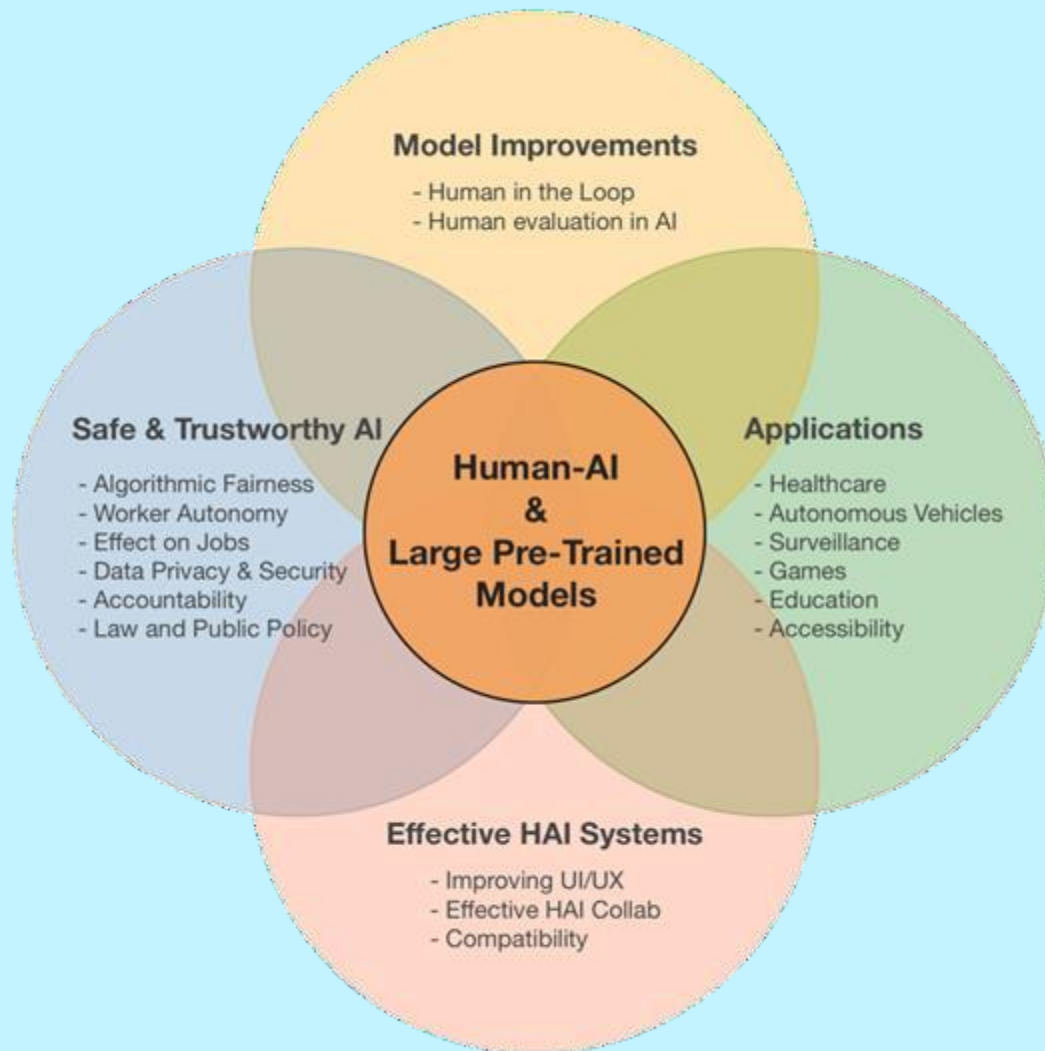 Model Improvements
- Human in the Loop
- Human evaluation in AI
Safe & Trustworthy AI
- Algorithmic Fairness
- Worker Autonomy
- Effect on Jobs
- Data Privacy & Security
- Accountability
- Law and Public Policy
Human-AI
&
Large Pre-Trained
Models
Applications
- Healthcare
- Autonomous Vehicles
- Surveillance
- Games
- Education
- Accessibility
Effective HAI Systems
- Improving UI/UX
- Effective HAI Collab
- Compatibility